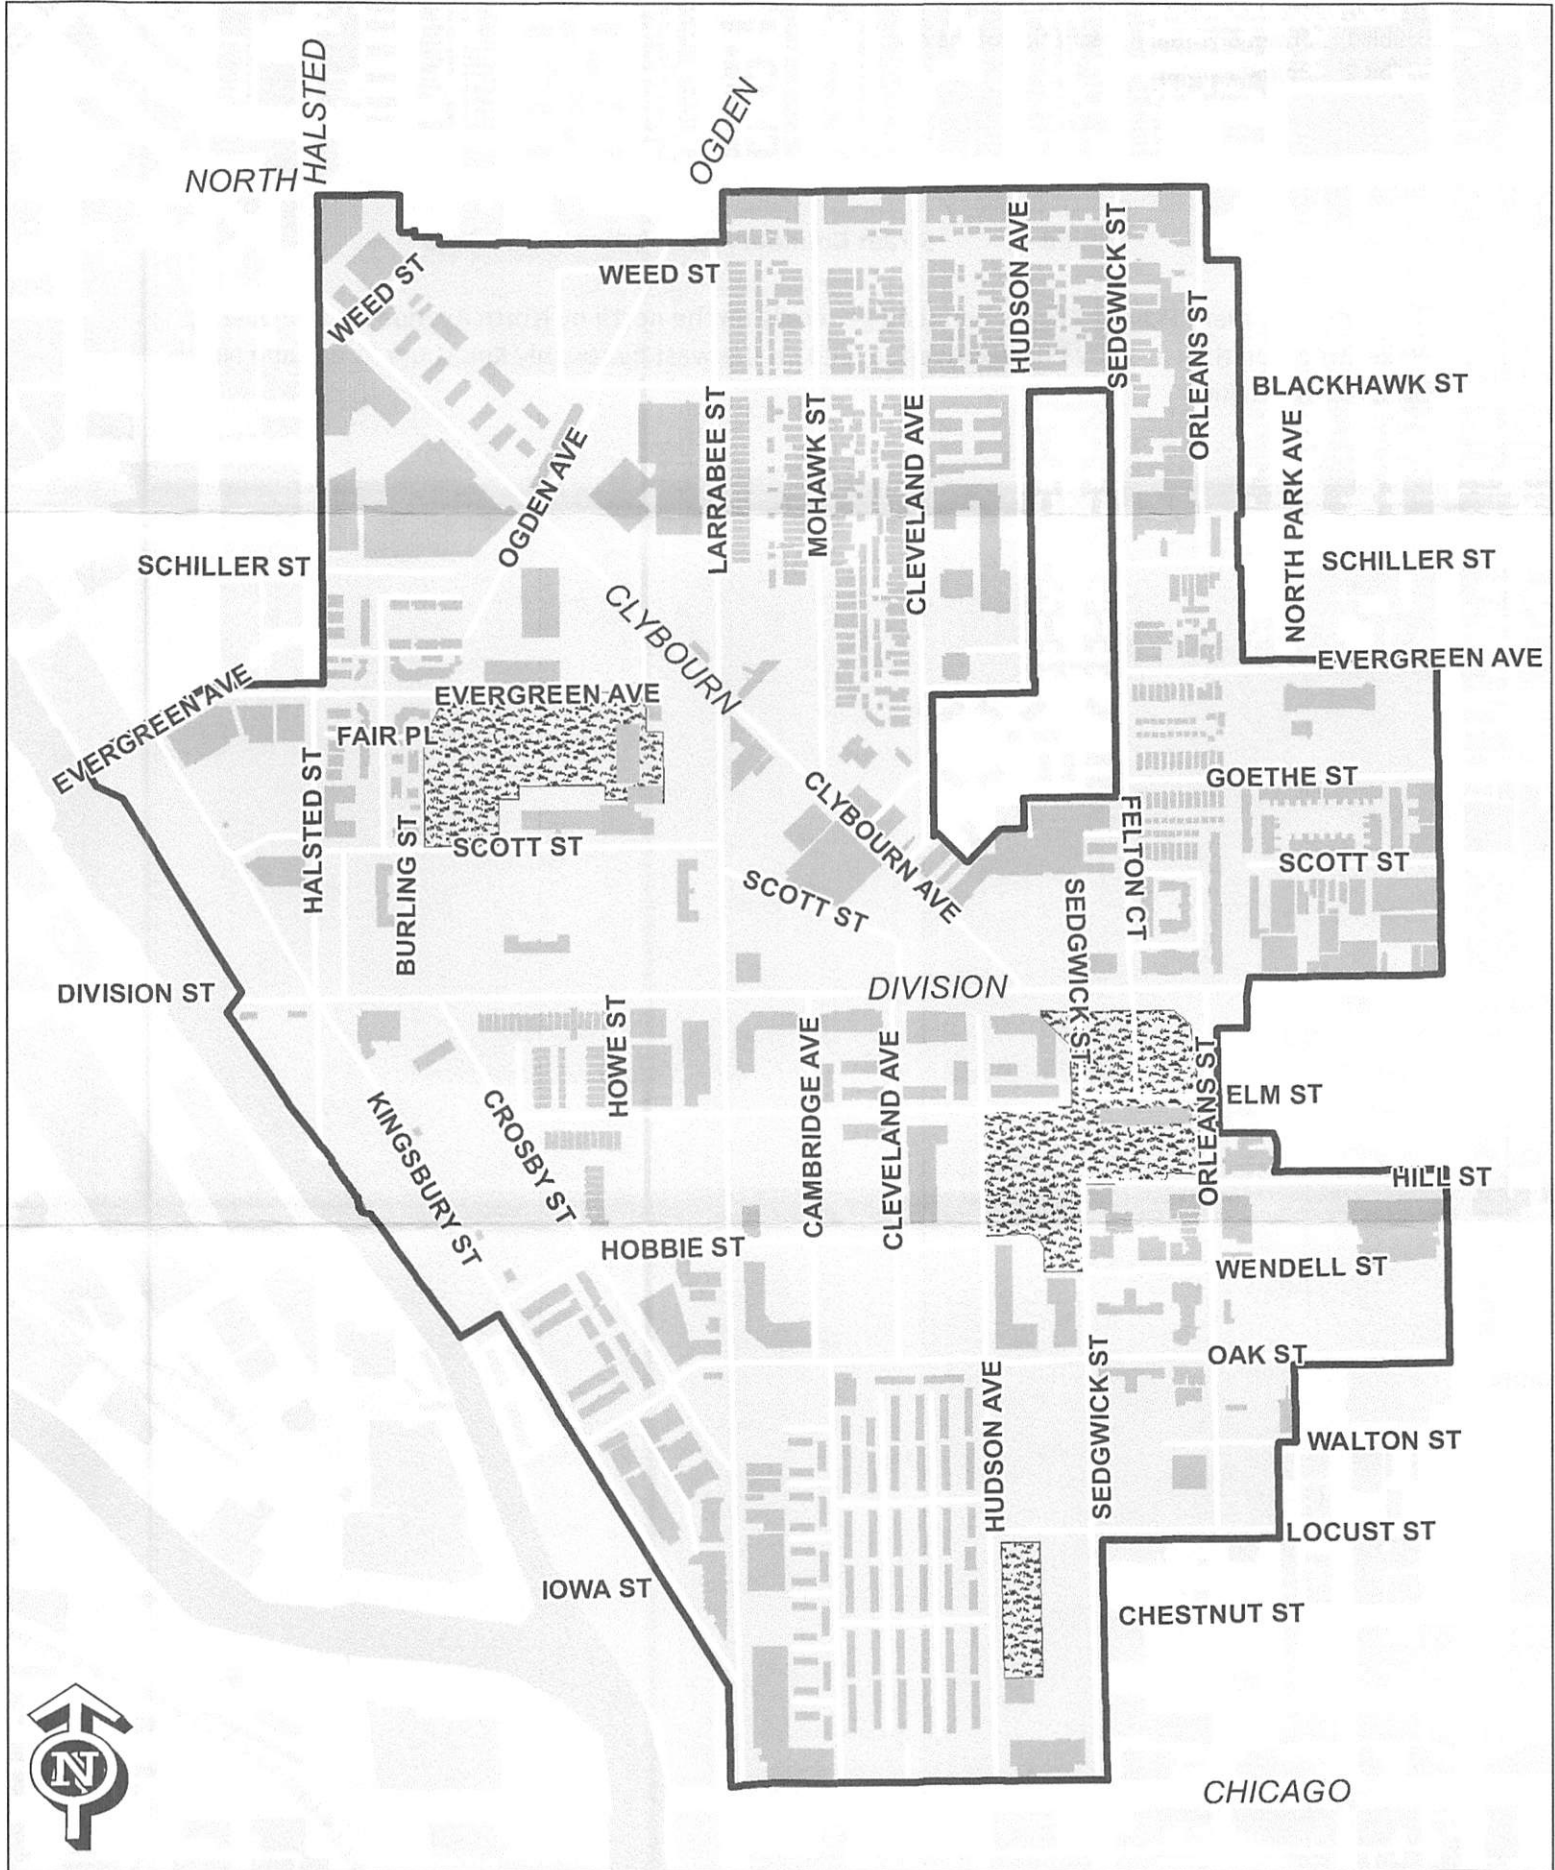 HALSTED
NORTH
OGDEN
WEED ST
WEED ST
HUDSON AVE
SEDGWICK ST
ORLEANS ST
BLACKHAWK ST
NORTH PARK AVE
LARRABEE ST
MOHAWK ST
CLEVELAND AVE
OGDEN AVE
SCHILLER ST
SCHILLER ST
CLYBOURN
EVERGREEN AVE
EVERGREEN AVE
EVERGREEN AVE
FAIR PL
GOETHE ST
HALSTED ST
BURLING ST
SCOTT ST
CLYBOURN AVE
SCOTT ST
FELTON CT
SCOTT ST
SEDGWICK ST
DIVISION ST
DIVISION
HOWE ST
CAMBRIDGE AVE
CLEVELAND AVE
ORLEANS ST
ELM ST
KINGSBURY ST
CROSBY ST
HILL ST
HOBBIE ST
WENDELL ST
OAK ST
HUDSON AVE
SEDGWICK ST
WALTON ST
LOCUST ST
IOWA ST
CHESTNUT ST
N
CHICAGO